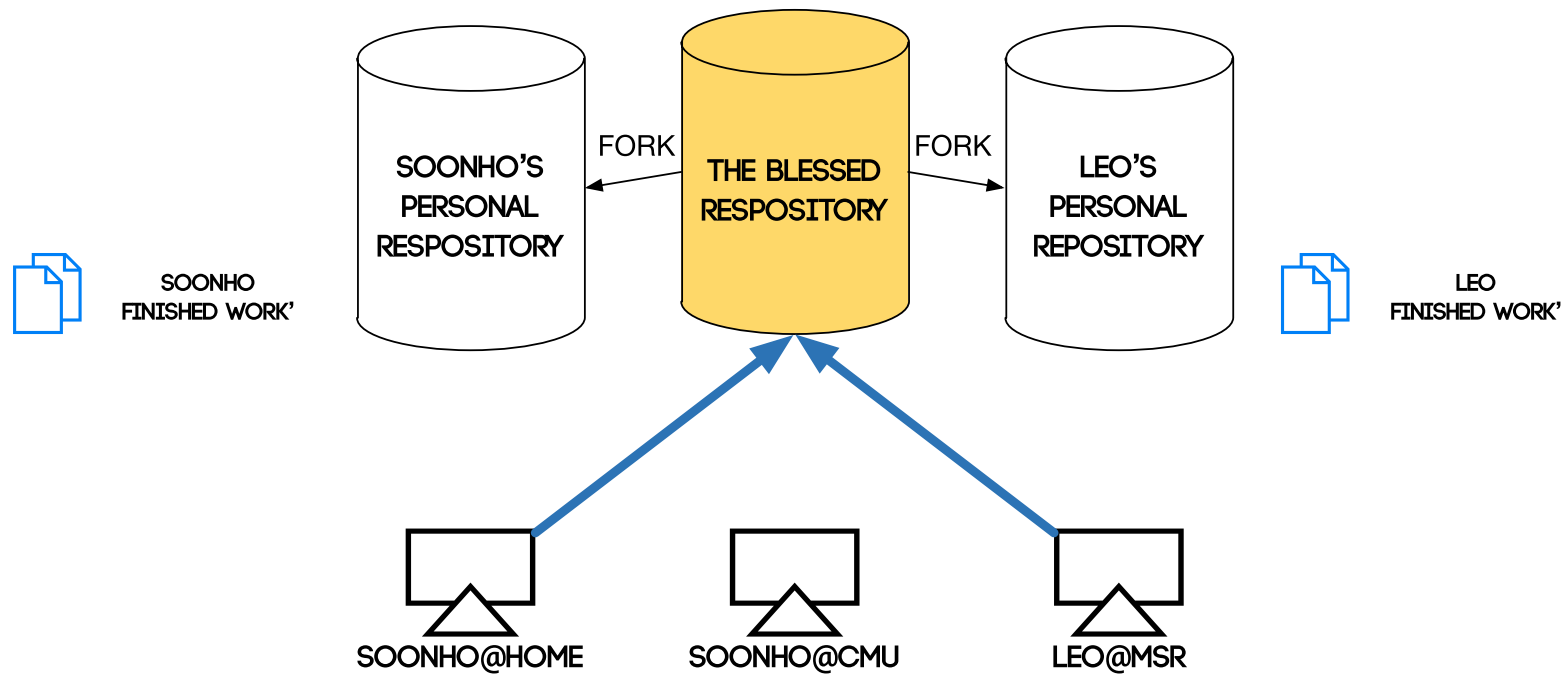 SOONHO'S
PERSONAL
RESPOSITORY
FORK
THE BLESSED
RESPOSITORY
FORK
LEO'S
PERSONAL
REPOSITORY
SOONHO
FINISHED WORK'
LEO
FINISHED WORK'
SOONHO@HOME
SOONHO@CMU
LEO@MSR